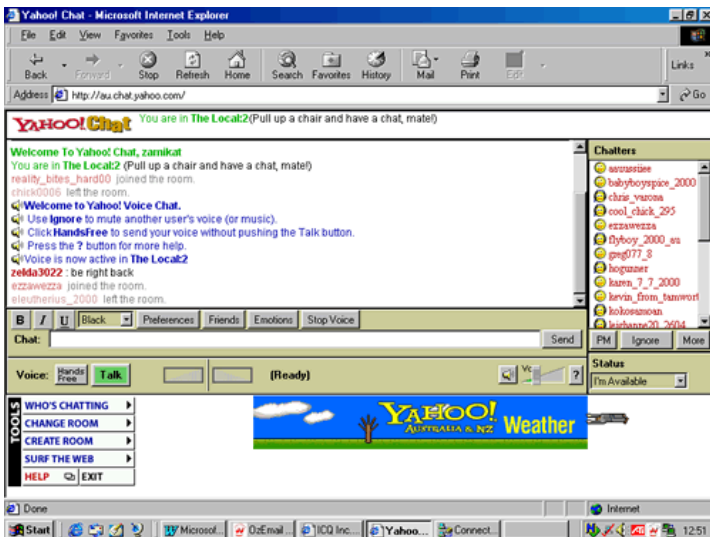 Yahoo! Chat - Microsoft Internet Explorer
File Edit View Favorites Tools Help
Back Forward Stop Refresh Home Search Favorites History Mail Print Edit Links
Address http://au.chat.yahoo.com/ Go
YAHOO! Chat You are in The Local:2(Pull up a chair and have a chat, mate!)
Welcome To Yahoo! Chat, zarnikat
You are in The Local:2 (Pull up a chair and have a chat, mate!)
reality_bites_hard00 joined the room.
chick0006 left the room.
Welcome to Yahoo! Voice Chat.
Use Ignore to mute another user's voice (or music).
Click HandsFree to send your voice without pushing the Talk button.
Press the ? button for more help.
Voice is now active in The Local:2
zelda3022 : be right back
ezzawezza joined the room.
eleutherius_2000 left the room.
Chatters
babyboyspice_2000
chris_varona
cool_chick_295
ezzawezza
flyboy_2000_au
greg077_8
hogunner
karen_7_7_2000
kevin_from_tamwort
kokosamoan
B I U Black Preferences Friends Emotions Stop Voice
Chat: Send
PM Ignore More
Voice: Hands Free Talk (Ready) ?
Status
I'm Available
TOOLS
WHO'S CHATTING
CHANGE ROOM
CREATE ROOM
SURF THE WEB
HELP EXIT
YAHOO! AUSTRALIA & NZ Weather
Done Internet
Start Microsof... OzEmail... ICQ Inc... Yahoo... Connect... 12:51